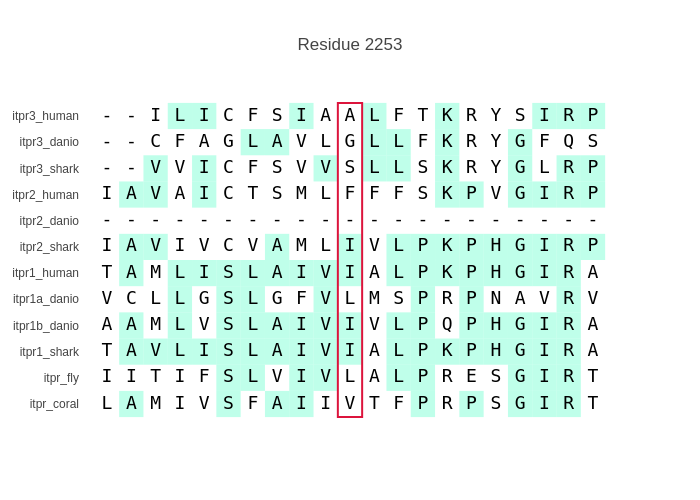 Residue 2253
itpr3_human - - I L I C F S I A A L F T K R Y S I R P
itpr3_danio - - C F A G L A V L G L L F K R Y G F Q S
itpr3_shark - - V V I C F S V V S L L S K R Y G L R P
itpr2_human I A V A I C T S M L F F F S K P V G I R P
itpr2_danio - - - - - - - - - - - - - - - - - - - - -
itpr2_shark I A V I V C V A M L I V L P K P H G I R P
itpr1_human T A M L I S L A I V I A L P K P H G I R A
itpr1a_danio V C L L G S L G F V L M S P R P N A V R V
itpr1b_danio A A M L V S L A I V I V L P Q P H G I R A
itpr1_shark T A V L I S L A I V I A L P K P H G I R A
itpr_fly I I T I F S L V I V L A L P R E S G I R T
itpr_coral L A M I V S F A I I V T F P R P S G I R T